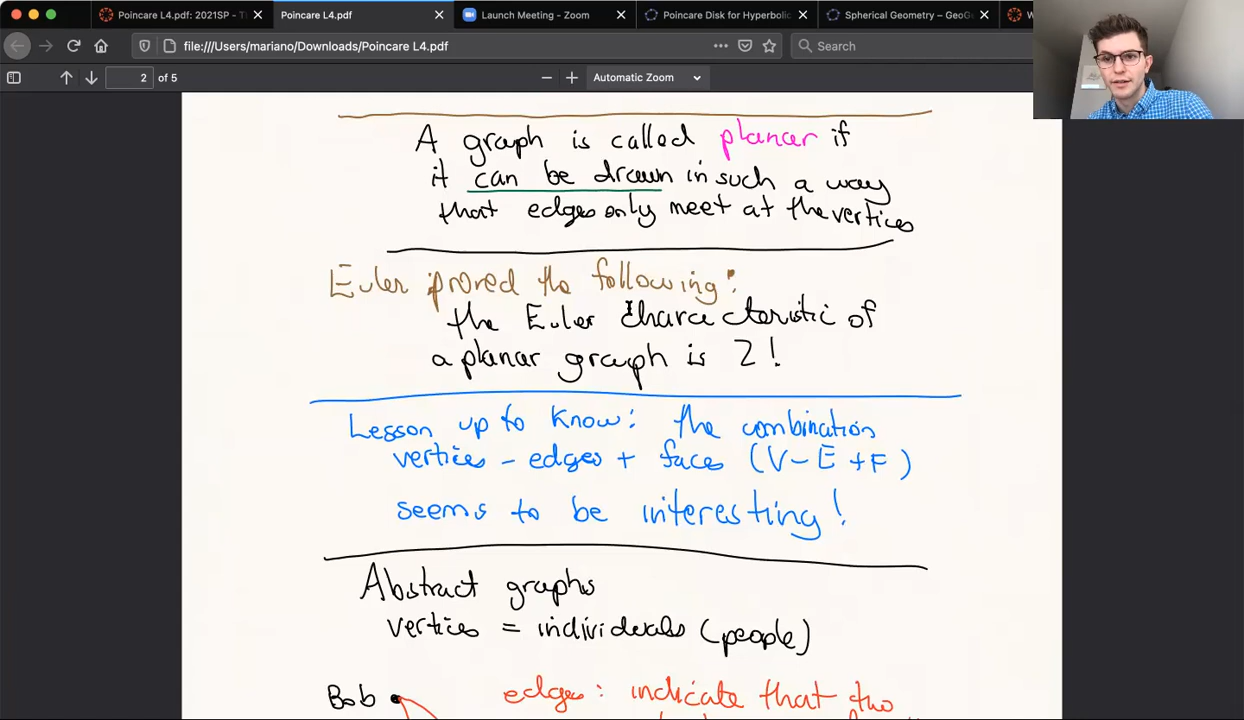 Poincare L4.pdf: 2021SP - T
Poincare L4.pdf
Launch Meeting - Zoom
Poincare Disk for Hyperbolic
Spherical Geometry – GeoG
file:///Users/mariano/Downloads/Poincare L4.pdf
Search
2 of 5
Automatic Zoom
A graph is called planar if
it can be drawn in such a way
that edges only meet at the vertices
Euler proved the following:
the Euler characteristic of
a planar graph is 2!
Lesson up to know: the combination
vertices - edges + faces (V - E + F)
seems to be interesting!
Abstract graphs
vertices = individuals (people)
Bob
edges: indicate that two